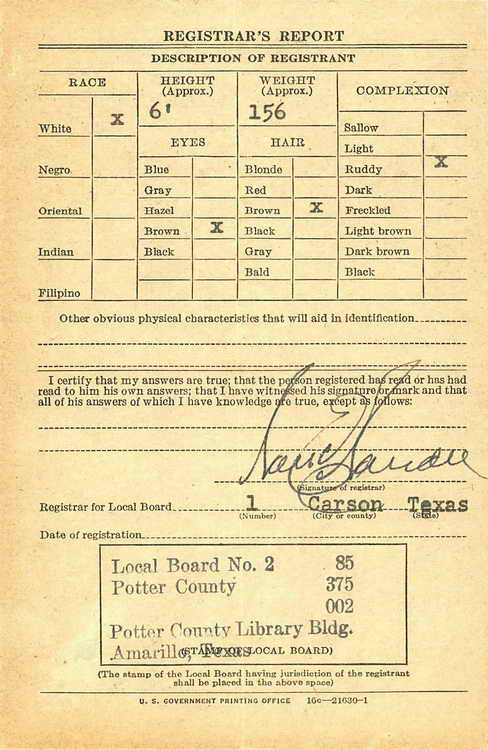 REGISTRAR'S REPORT
DESCRIPTION OF REGISTRANT
RACE
HEIGHT
(Approx.)
WEIGHT
(Approx.)
COMPLEXION
6'
156
White X
EYES
HAIR
Sallow
Light
Negro
Blue
Blonde
Ruddy X
Gray
Red
Dark
Oriental
Hazel
Brown X
Freckled
Brown X
Black
Light brown
Indian
Black
Gray
Dark brown
Bald
Black
Filipino
Other obvious physical characteristics that will aid in identification
I certify that my answers are true; that the person registered has read or has had
read to him his own answers; that I have witnessed his signature or mark and that
all of his answers of which I have knowledge are true, except as follows:
(Signature of registrar)
Registrar for Local Board 1 Carson Texas
(Number) (City or county) (State)
Date of registration
Local Board No. 2 85
Potter County 375
002
Potter County Library Bldg.
Amarillo, Texas
(STAMP OF LOCAL BOARD)
(The stamp of the Local Board having jurisdiction of the registrant
shall be placed in the above space)
U. S. GOVERNMENT PRINTING OFFICE 16c—21630-1